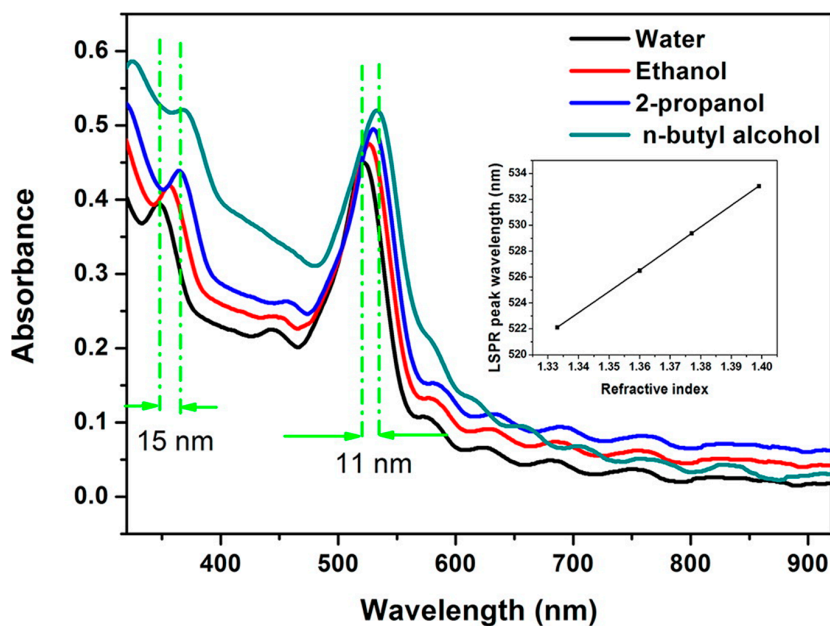 Absorbance
0.6
0.5
0.4
0.3
0.2
0.1
0.0
Water
Ethanol
2-propanol
n-butyl alcohol
LSPR peak wavelength (nm)
534
532
530
528
526
524
522
520
1.33 1.34 1.35 1.36 1.37 1.38 1.39 1.40
Refractive index
15 nm
11 nm
400 500 600 700 800 900
Wavelength (nm)